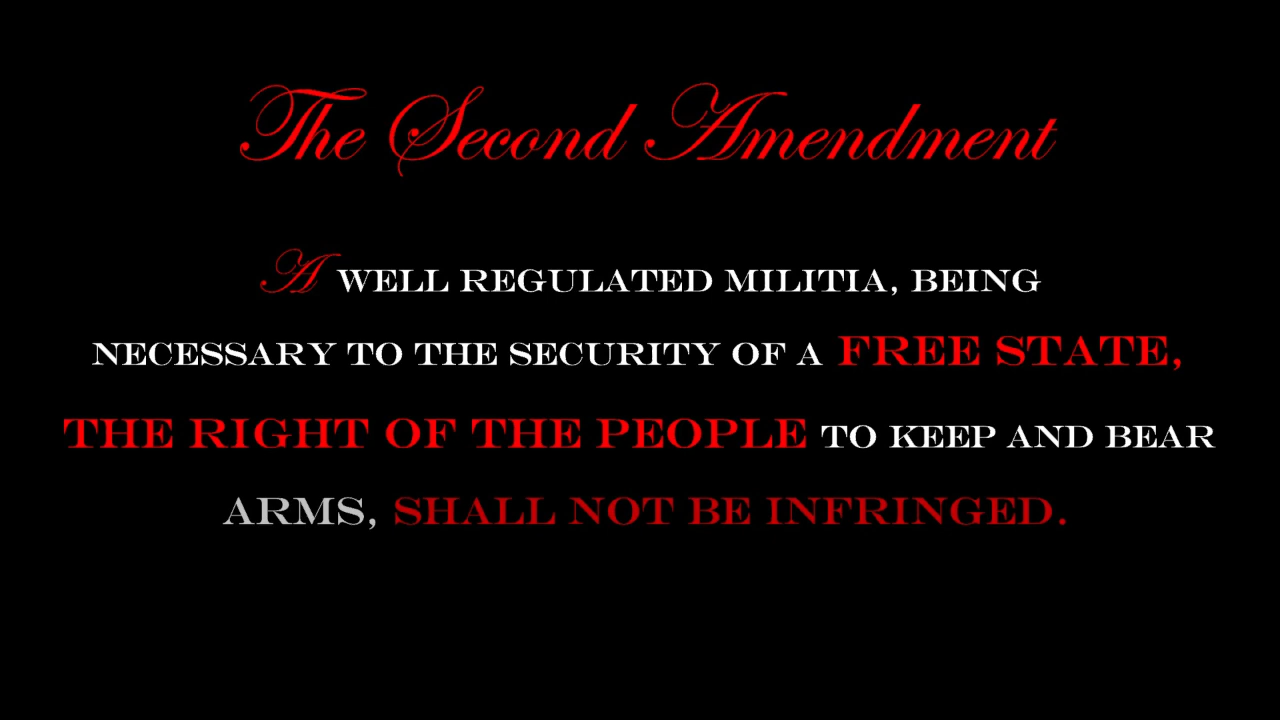 The Second Amendment
A WELL REGULATED MILITIA, BEING
NECESSARY TO THE SECURITY OF A FREE STATE,
THE RIGHT OF THE PEOPLE TO KEEP AND BEAR
ARMS, SHALL NOT BE INFRINGED.